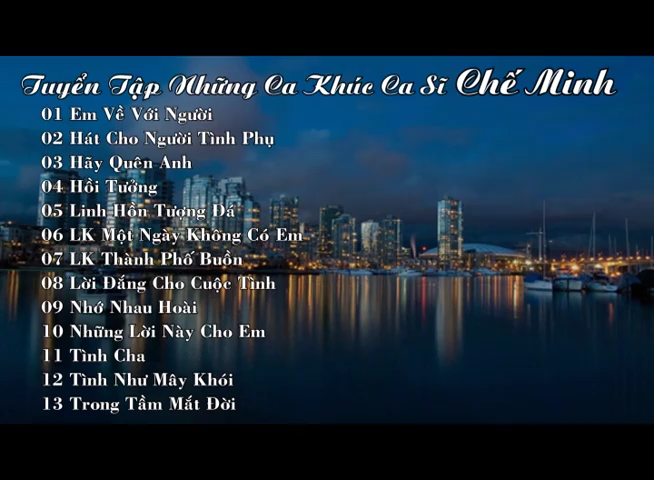 Tuyển Tập Những Ca Khúc Ca Sĩ Chế Minh
01 Em Về Với Người
02 Hát Cho Người Tình Phụ
03 Hãy Quên Anh
04 Hồi Tưởng
05 Linh Hồn Tượng Đá
06 LK Một Ngày Không Có Em
07 LK Thành Phố Buồn
08 Lời Đắng Cho Cuộc Tình
09 Nhớ Nhau Hoài
10 Những Lời Này Cho Em
11 Tình Cha
12 Tình Như Mây Khói
13 Trong Tầm Mắt Đời